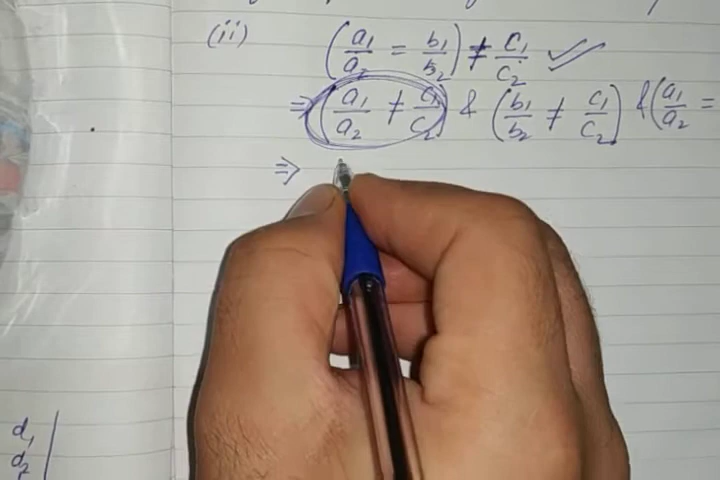 (ii) (a₁/a₂ = b₁/b₂) ≠ c₁/c₂ ✓
⇒ (a₁/a₂ ≠ c₁/c₂) & (b₁/b₂ ≠ c₁/c₂) & (a₁/a₂ =
⇒
d₁
d₂